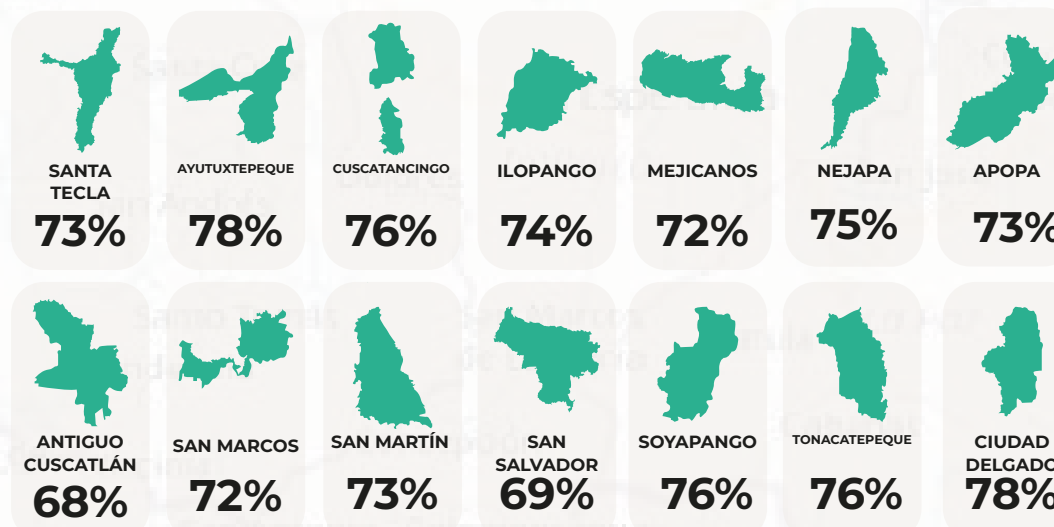 SANTA
TECLA
73%
AYUTUXTEPEQUE
78%
CUSCATANCINGO
76%
ILOPANGO
74%
MEJICANOS
72%
NEJAPA
75%
APOPA
73%
ANTIGUO
CUSCATLÁN
68%
SAN MARCOS
72%
SAN MARTÍN
73%
SAN
SALVADOR
69%
SOYAPANGO
76%
TONACATEPEQUE
76%
CIUDAD
DELGADO
78%